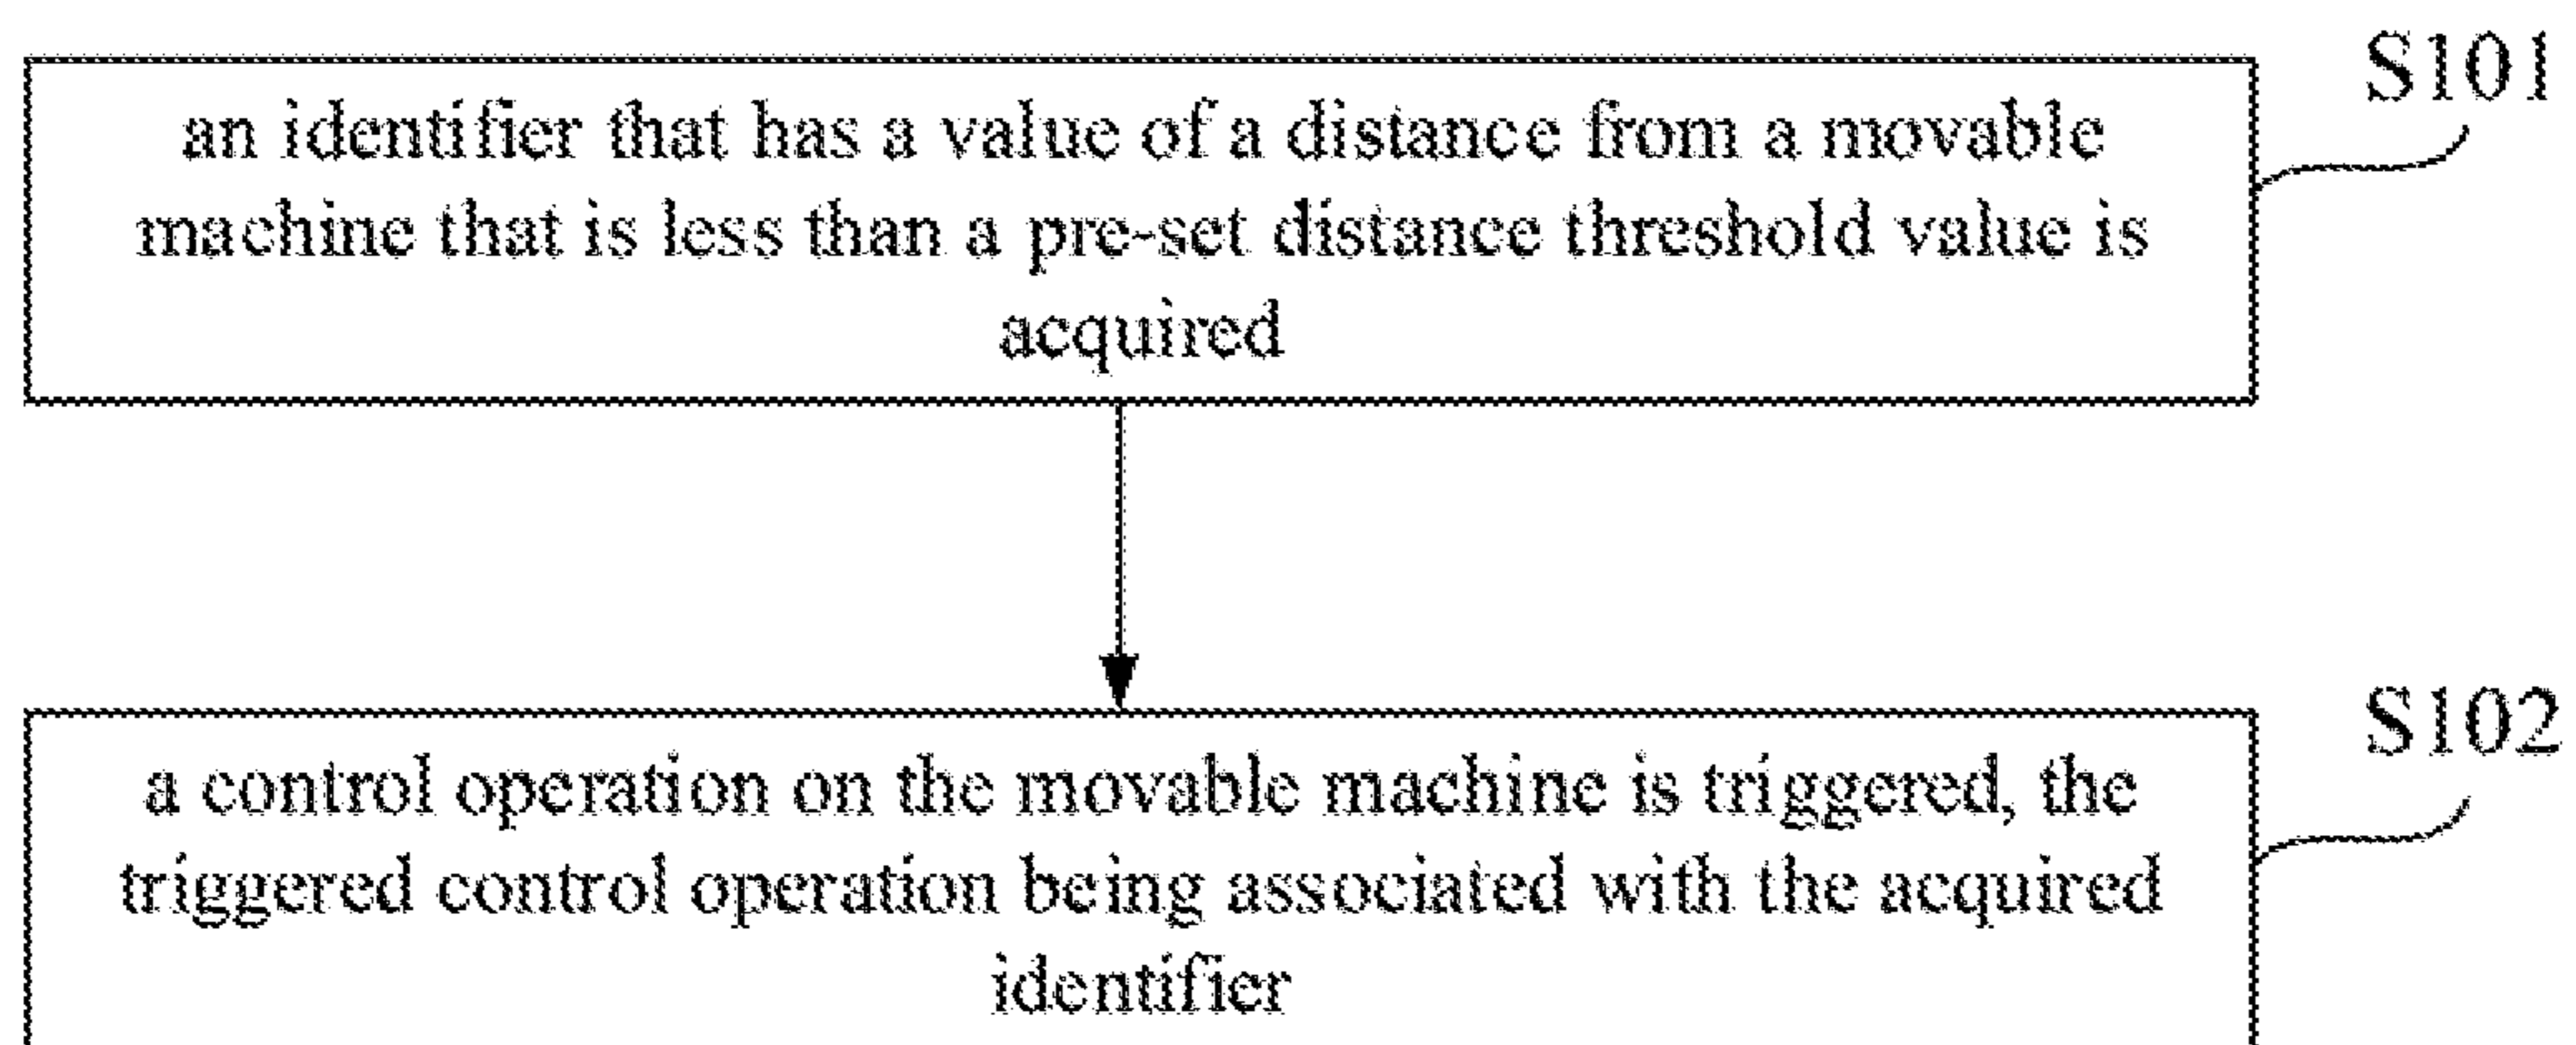 S101
an identifier that has a value of a distance from a movable
machine that is less than a pre-set distance threshold value is
acquired
S102
a control operation on the movable machine is triggered, the
triggered control operation being associated with the acquired
identifier